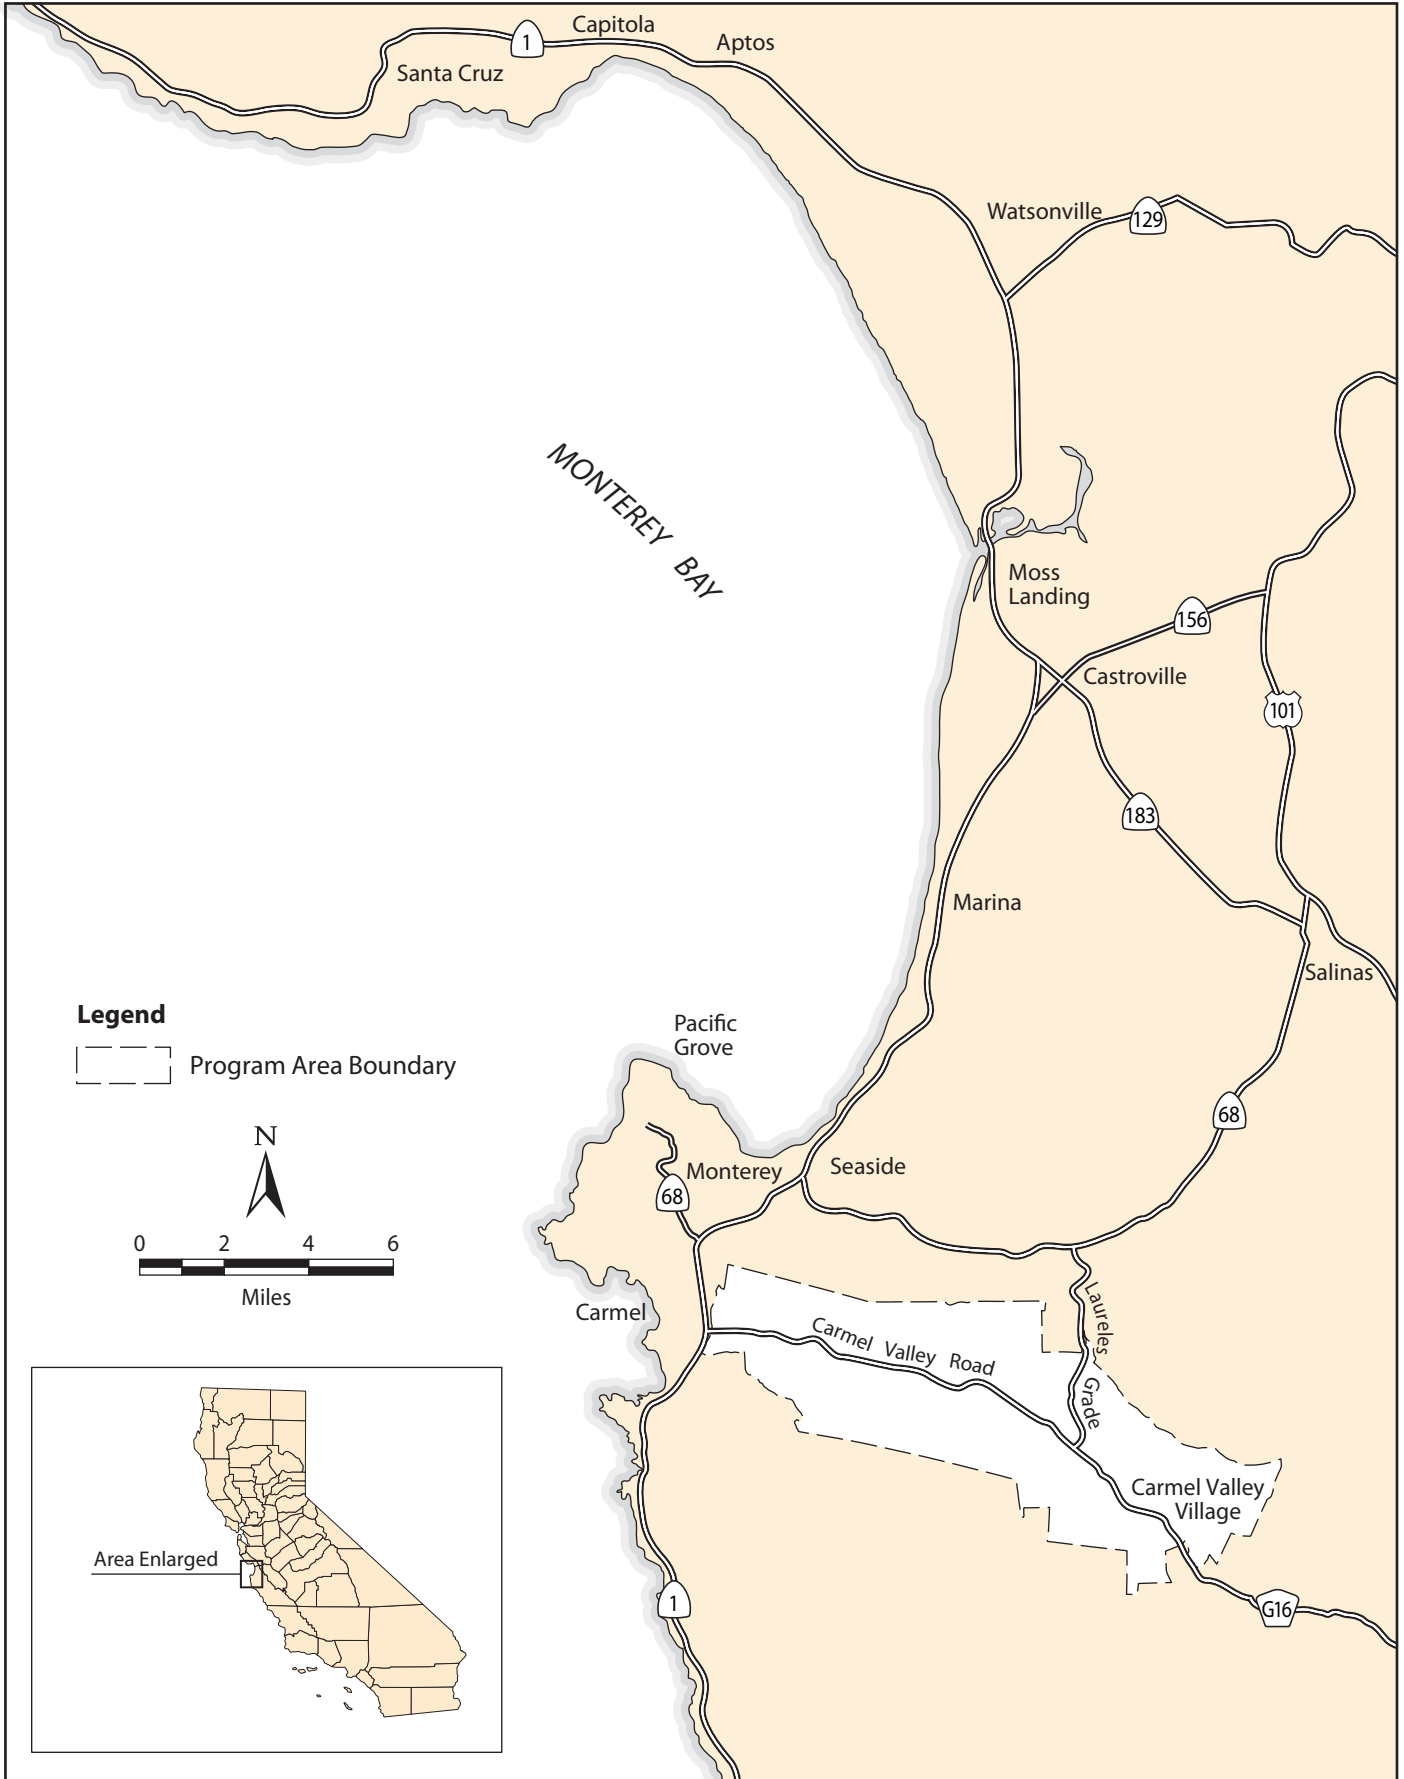 Capitola
1
Aptos
Santa Cruz
Watsonville
129
MONTEREY BAY
Moss
Landing
156
Castroville
101
183
Marina
Salinas
Legend
Program Area Boundary
Pacific
Grove
68
N
Monterey
Seaside
68
0 2 4 6
Miles
Carmel
Laureles Grade
Carmel Valley Road
Carmel Valley
Village
Area Enlarged
1
G16